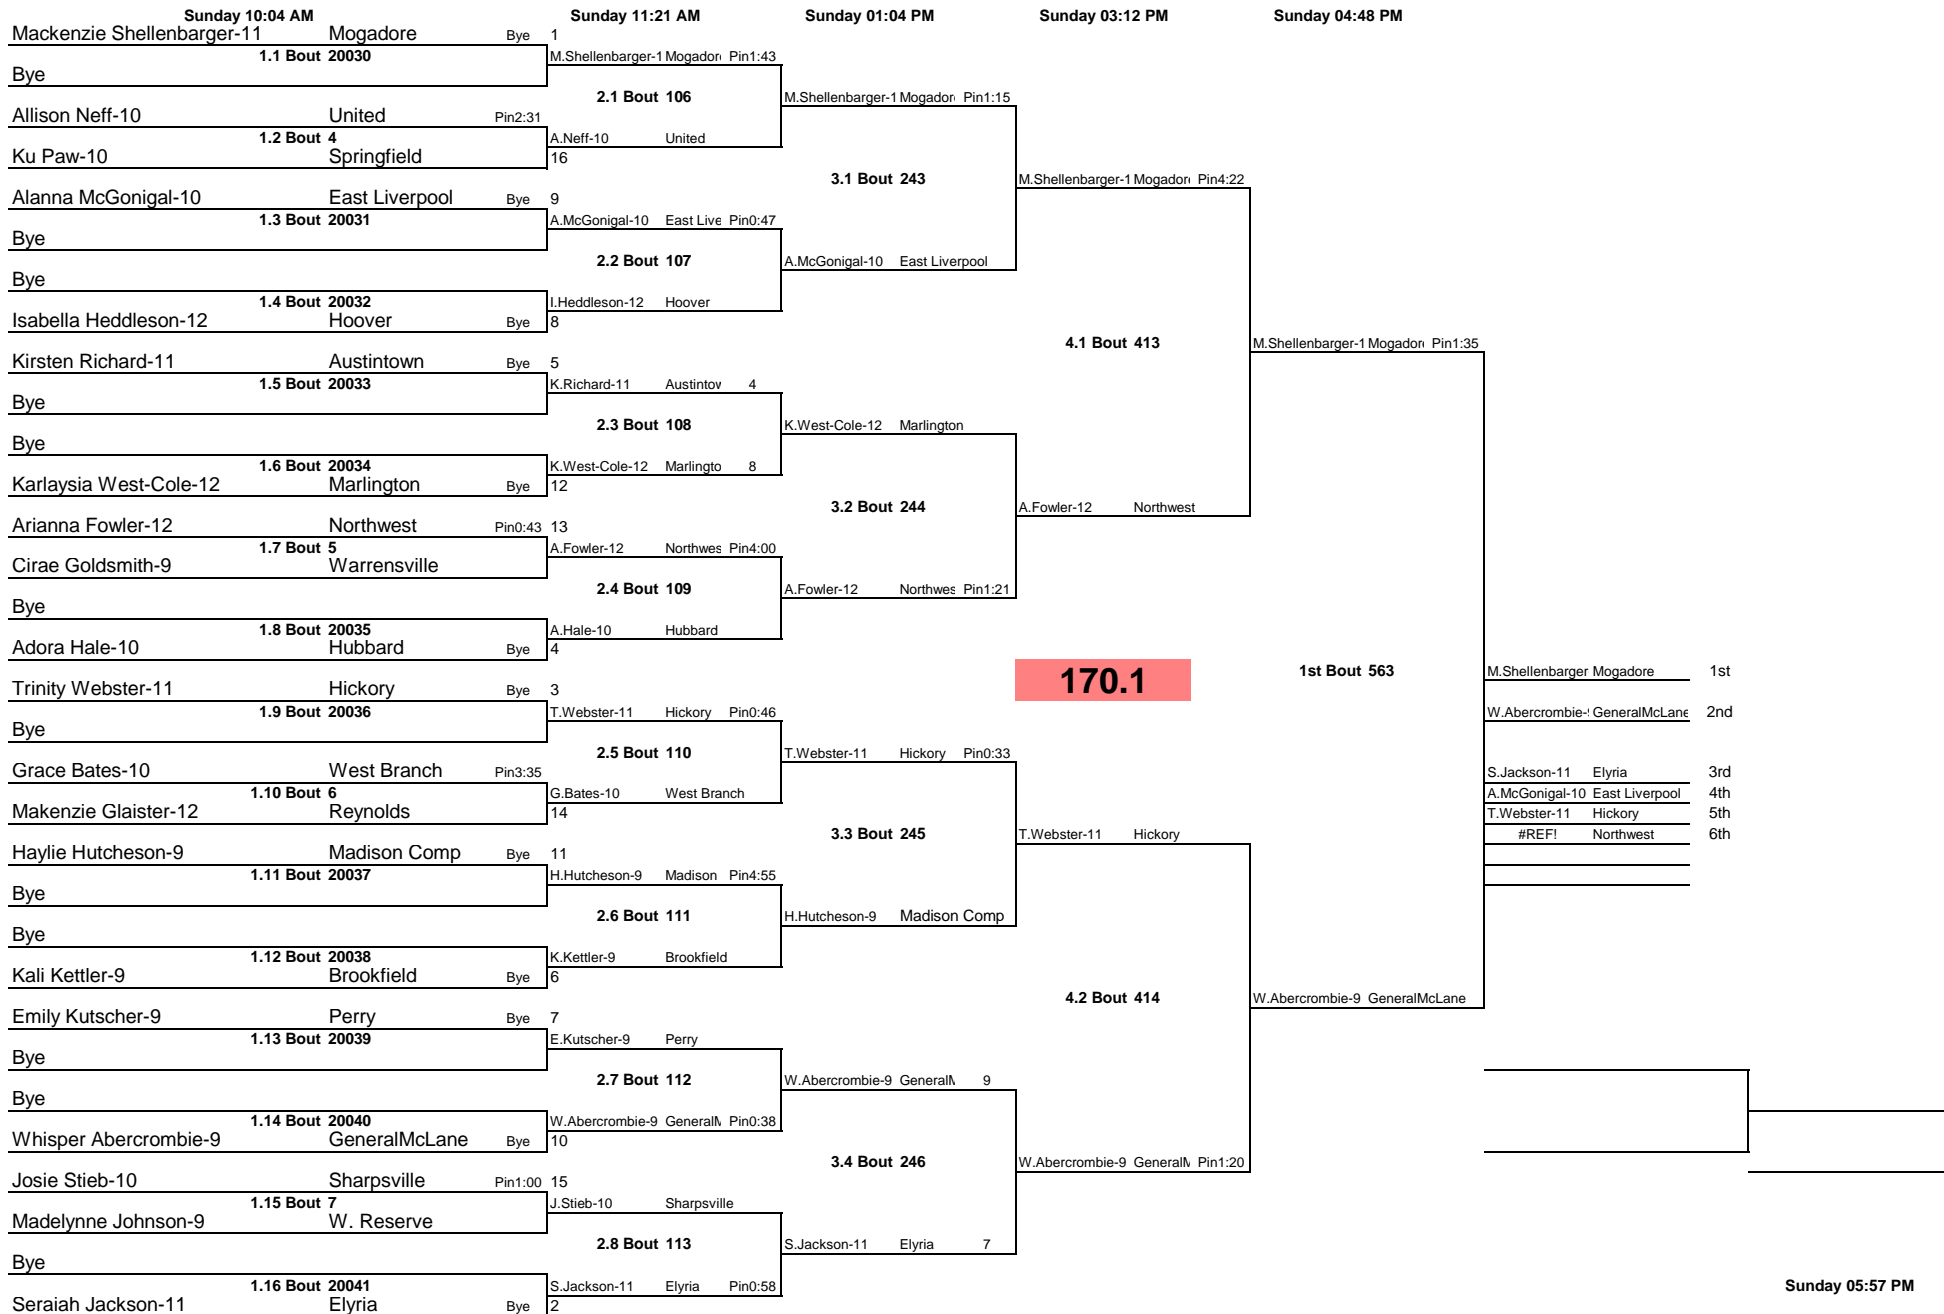 Sunday 10:04 AM Sunday 11:21 AM Sunday 01:04 PM Sunday 03:12 PM Sunday 04:48 PM
Mackenzie Shellenbarger-11 Mogadore Bye 1
1.1 Bout 20030 M.Shellenbarger-1 Mogador Pin1:43
Bye
2.1 Bout 106 M.Shellenbarger-1 Mogador Pin1:15
Allison Neff-10 United Pin2:31
1.2 Bout 4 A.Neff-10 United
Ku Paw-10 Springfield 16
3.1 Bout 243 M.Shellenbarger-1 Mogador Pin4:22
Alanna McGonigal-10 East Liverpool Bye 9
1.3 Bout 20031 A.McGonigal-10 East Live Pin0:47
Bye
2.2 Bout 107 A.McGonigal-10 East Liverpool
Bye
1.4 Bout 20032 I.Heddleson-12 Hoover
Isabella Heddleson-12 Hoover Bye 8
4.1 Bout 413 M.Shellenbarger-1 Mogador Pin1:35
Kirsten Richard-11 Austintown Bye 5
1.5 Bout 20033 K.Richard-11 Austintov 4
Bye
2.3 Bout 108 K.West-Cole-12 Marlington
Bye
1.6 Bout 20034 K.West-Cole-12 Marlingto 8
Karlaysia West-Cole-12 Marlington Bye 12
3.2 Bout 244 A.Fowler-12 Northwest
Arianna Fowler-12 Northwest Pin0:43 13
1.7 Bout 5 A.Fowler-12 Northwes Pin4:00
Cirae Goldsmith-9 Warrensville
2.4 Bout 109 A.Fowler-12 Northwes Pin1:21
Bye
1.8 Bout 20035 A.Hale-10 Hubbard
Adora Hale-10 Hubbard Bye 4
170.1 1st Bout 563 M.Shellenbarger Mogadore 1st
Trinity Webster-11 Hickory Bye 3
1.9 Bout 20036 T.Webster-11 Hickory Pin0:46 W.Abercrombie- GeneralMcLane 2nd
Bye
2.5 Bout 110 T.Webster-11 Hickory Pin0:33
Grace Bates-10 West Branch Pin3:35 S.Jackson-11 Elyria 3rd
1.10 Bout 6 G.Bates-10 West Branch A.McGonigal-10 East Liverpool 4th
Makenzie Glaister-12 Reynolds 14 T.Webster-11 Hickory 5th
3.3 Bout 245 T.Webster-11 Hickory #REF! Northwest 6th
Haylie Hutcheson-9 Madison Comp Bye 11
1.11 Bout 20037 H.Hutcheson-9 Madison Pin4:55
Bye
2.6 Bout 111 H.Hutcheson-9 Madison Comp
Bye
1.12 Bout 20038 K.Kettler-9 Brookfield
Kali Kettler-9 Brookfield Bye 6
4.2 Bout 414 W.Abercrombie-9 GeneralMcLane
Emily Kutscher-9 Perry Bye 7
1.13 Bout 20039 E.Kutscher-9 Perry
Bye
2.7 Bout 112 W.Abercrombie-9 GeneralM 9
Bye
1.14 Bout 20040 W.Abercrombie-9 GeneralM Pin0:38
Whisper Abercrombie-9 GeneralMcLane Bye 10
3.4 Bout 246 W.Abercrombie-9 GeneralM Pin1:20
Josie Stieb-10 Sharpsville Pin1:00 15
1.15 Bout 7 J.Stieb-10 Sharpsville
Madelynne Johnson-9 W. Reserve
2.8 Bout 113 S.Jackson-11 Elyria 7
Bye
1.16 Bout 20041 S.Jackson-11 Elyria Pin0:58 Sunday 05:57 PM
Seraiah Jackson-11 Elyria Bye 2